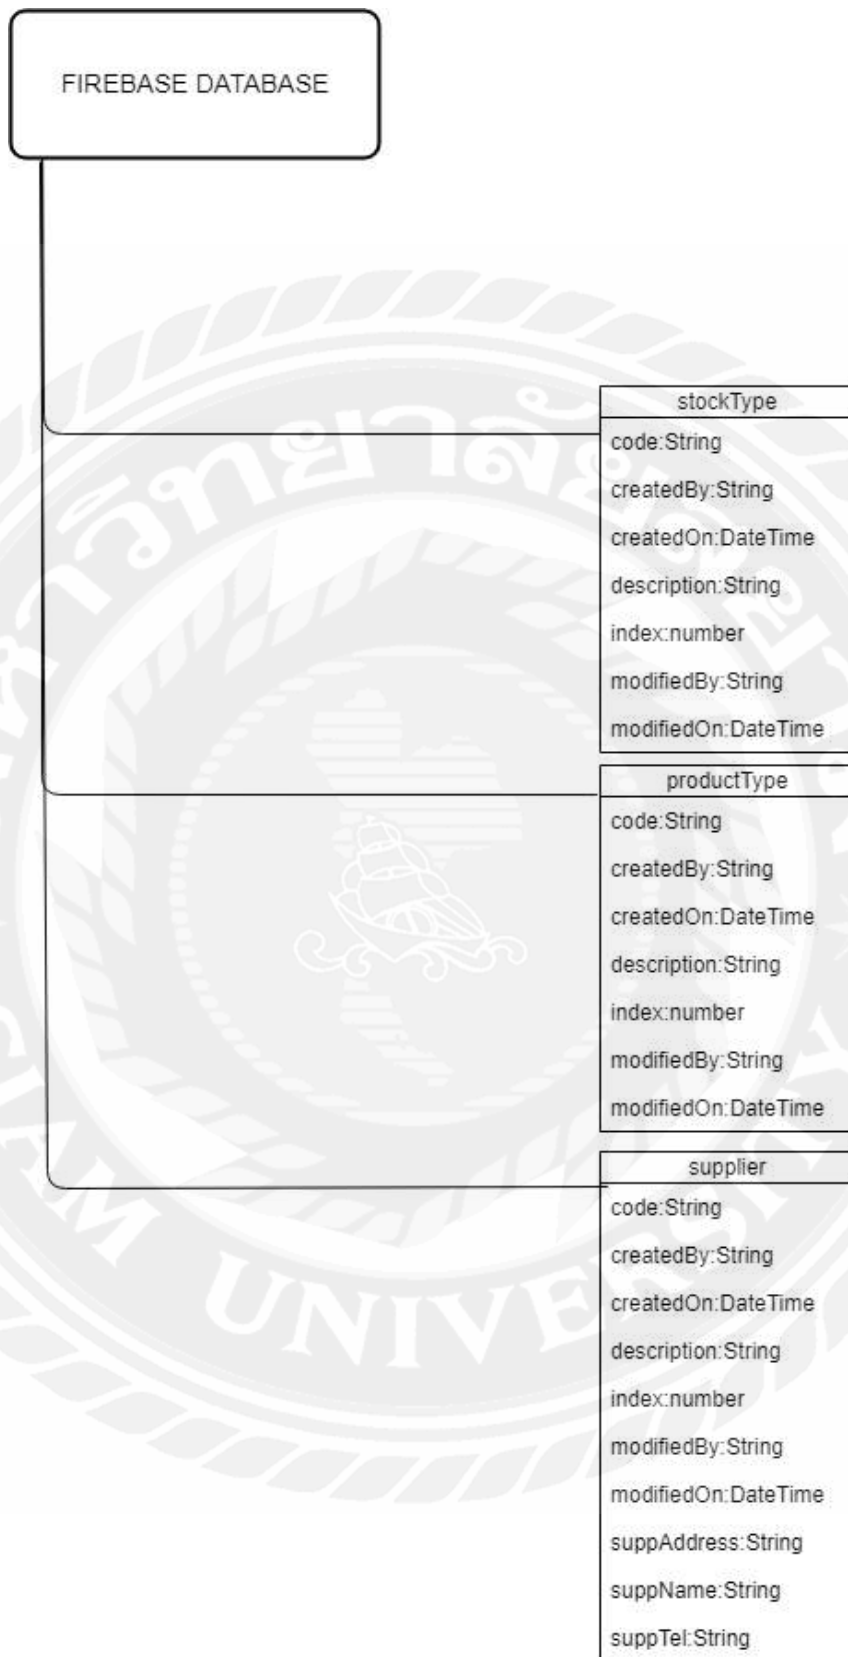 FIREBASE DATABASE
stockType
code:String
createdBy:String
createdOn:DateTime
description:String
index:number
modifiedBy:String
modifiedOn:DateTime
productType
code:String
createdBy:String
createdOn:DateTime
description:String
index:number
modifiedBy:String
modifiedOn:DateTime
supplier
code:String
createdBy:String
createdOn:DateTime
description:String
index:number
modifiedBy:String
modifiedOn:DateTime
suppAddress:String
suppName:String
suppTel:String
SIAM UNIVERSITY